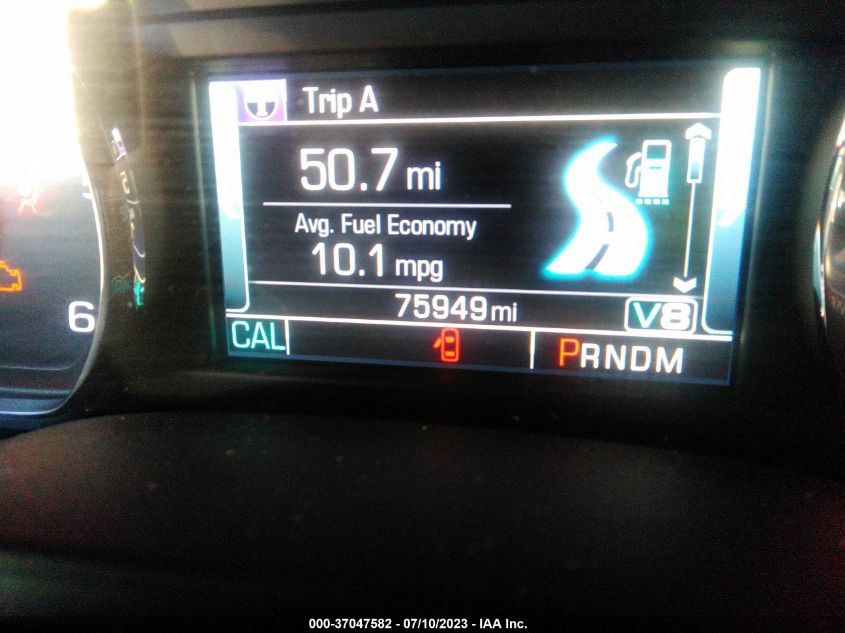 Trip A
50.7 mi
Avg. Fuel Economy
10.1 mpg
75949 mi
V8
CAL
PRNDM
6
000-37047582 - 07/10/2023 - IAA Inc.